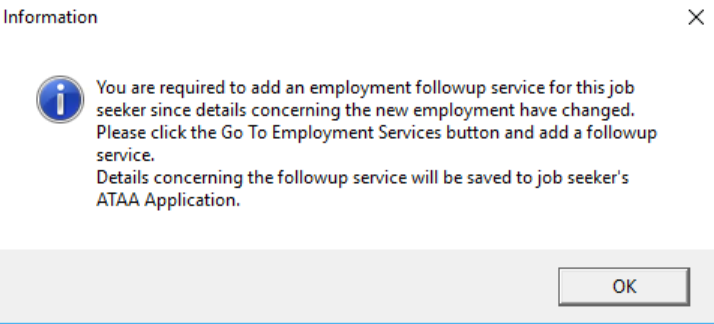 Information
You are required to add an employment followup service for this job
seeker since details concerning the new employment have changed.
Please click the Go To Employment Services button and add a followup
service.
Details concerning the followup service will be saved to job seeker's
ATAA Application.
OK